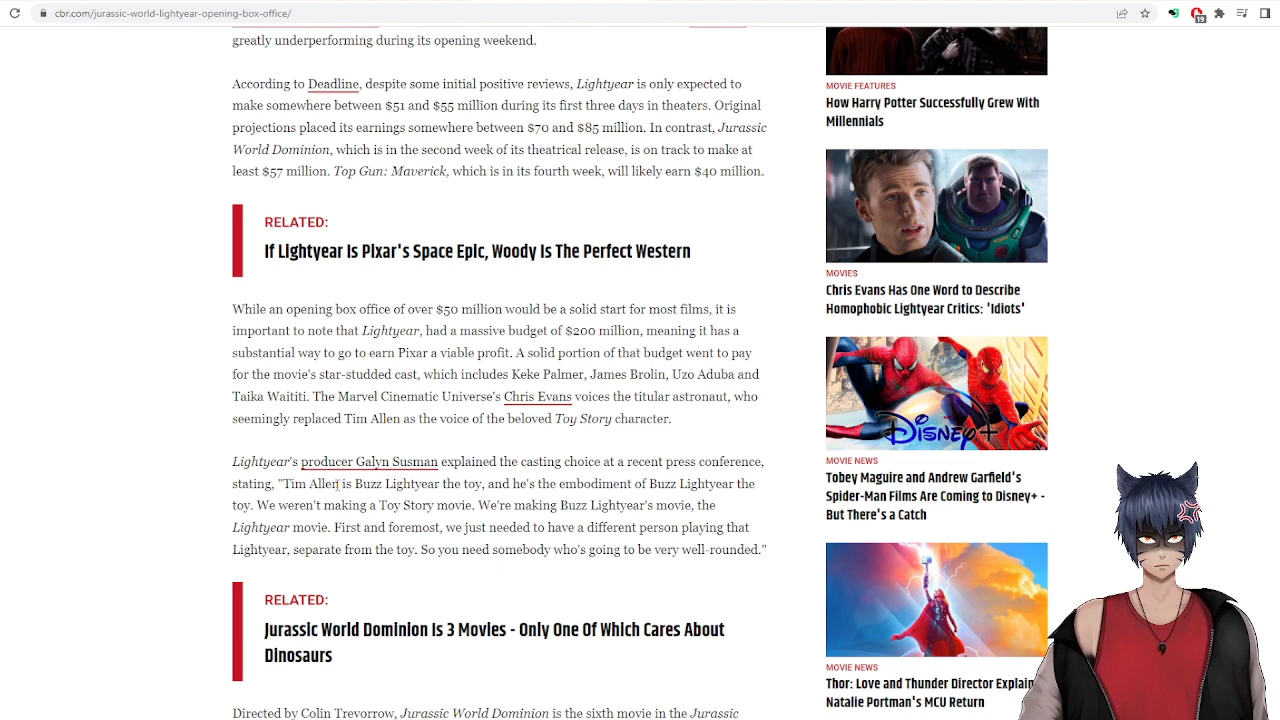 cbr.com/jurassic-world-lightyear-opening-box-office/
19
greatly underperforming during its opening weekend.
According to Deadline, despite some initial positive reviews, Lightyear is only expected to
make somewhere between $51 and $55 million during its first three days in theaters. Original
projections placed its earnings somewhere between $70 and $85 million. In contrast, Jurassic
World Dominion, which is in the second week of its theatrical release, is on track to make at
least $57 million. Top Gun: Maverick, which is in its fourth week, will likely earn $40 million.
RELATED:
If Lightyear Is Pixar's Space Epic, Woody Is The Perfect Western
While an opening box office of over $50 million would be a solid start for most films, it is
important to note that Lightyear, had a massive budget of $200 million, meaning it has a
substantial way to go to earn Pixar a viable profit. A solid portion of that budget went to pay
for the movie's star-studded cast, which includes Keke Palmer, James Brolin, Uzo Aduba and
Taika Waititi. The Marvel Cinematic Universe's Chris Evans voices the titular astronaut, who
seemingly replaced Tim Allen as the voice of the beloved Toy Story character.
Lightyear's producer Galyn Susman explained the casting choice at a recent press conference,
stating, "Tim Allen is Buzz Lightyear the toy, and he's the embodiment of Buzz Lightyear the
toy. We weren't making a Toy Story movie. We're making Buzz Lightyear's movie, the
Lightyear movie. First and foremost, we just needed to have a different person playing that
Lightyear, separate from the toy. So you need somebody who's going to be very well-rounded."
RELATED:
Jurassic World Dominion Is 3 Movies - Only One Of Which Cares About
Dinosaurs
Directed by Colin Trevorrow, Jurassic World Dominion is the sixth movie in the Jurassic
MOVIE FEATURES
How Harry Potter Successfully Grew With
Millennials
MOVIES
Chris Evans Has One Word to Describe
Homophobic Lightyear Critics: 'Idiots'
Disney+
MOVIE NEWS
Tobey Maguire and Andrew Garfield's
Spider-Man Films Are Coming to Disney+ -
But There's a Catch
MOVIE NEWS
Thor: Love and Thunder Director Explain
Natalie Portman's MCU Return